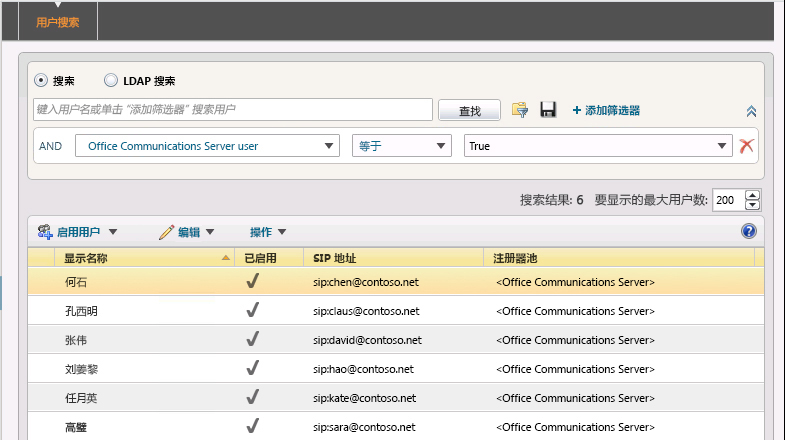 用户搜索
搜索 LDAP 搜索
键入用户名或单击 "添加筛选器" 搜索用户 查找 + 添加筛选器
AND Office Communications Server user 等于 True
搜索结果: 6 要显示的最大用户数: 200
启用用户 编辑 操作
显示名称 已启用 SIP 地址 注册器池
何石 sip:chen@contoso.net <Office Communications Server>
孔西明 sip:claus@contoso.net <Office Communications Server>
张伟 sip:david@contoso.net <Office Communications Server>
刘姜黎 sip:hao@contoso.net <Office Communications Server>
任月英 sip:kate@contoso.net <Office Communications Server>
高璧 sip:sara@contoso.net <Office Communications Server>